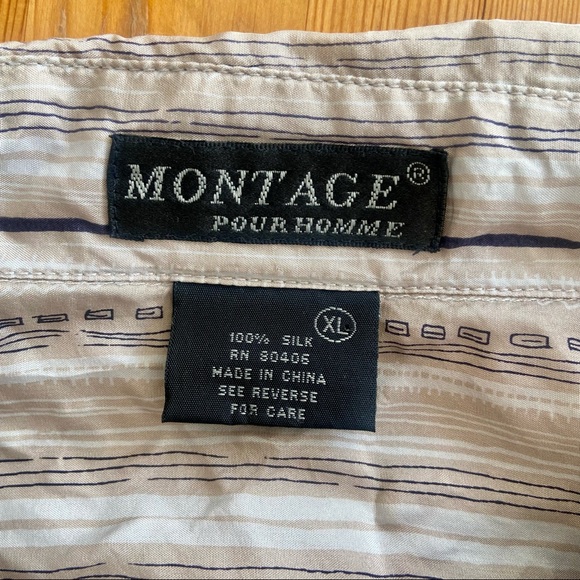 MONTAGE®
POUR HOMME
XL
100% SILK
RN 80406
MADE IN CHINA
SEE REVERSE
FOR CARE